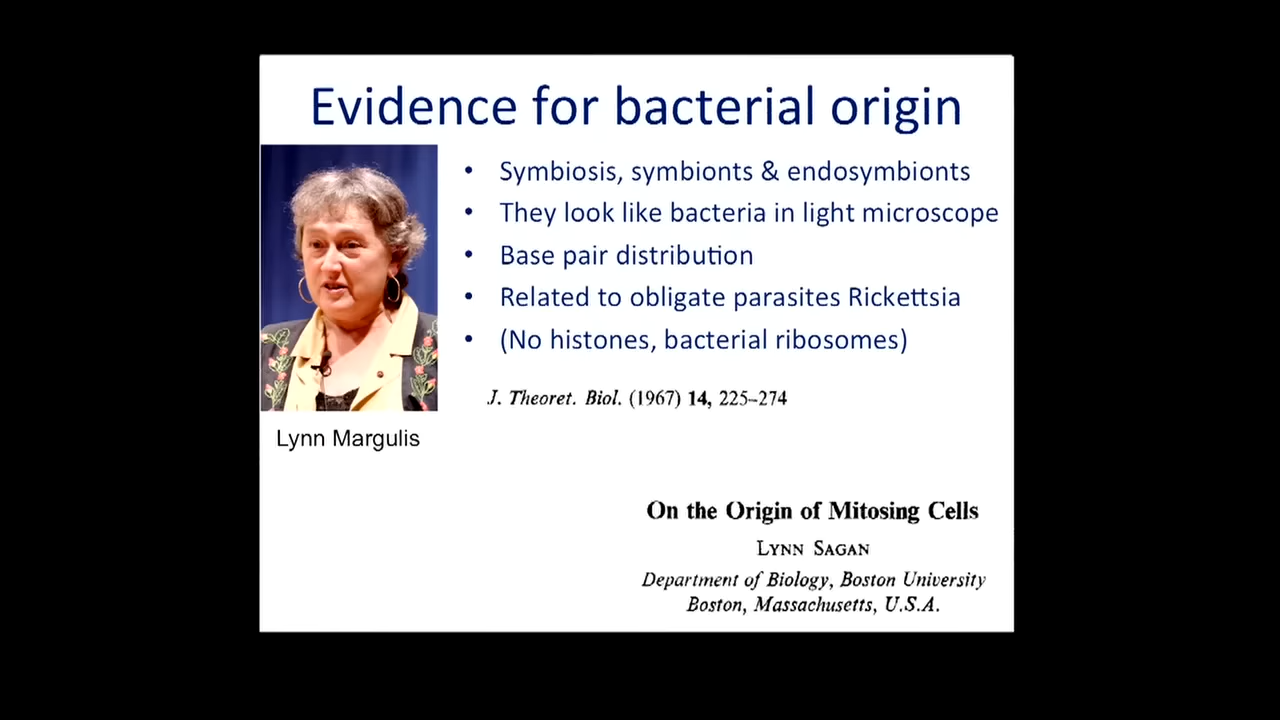 Evidence for bacterial origin
• Symbiosis, symbionts & endosymbionts
• They look like bacteria in light microscope
• Base pair distribution
• Related to obligate parasites Rickettsia
• (No histones, bacterial ribosomes)
J. Theoret. Biol. (1967) 14, 225–274
Lynn Margulis
On the Origin of Mitosing Cells
Lynn Sagan
Department of Biology, Boston University
Boston, Massachusetts, U.S.A.